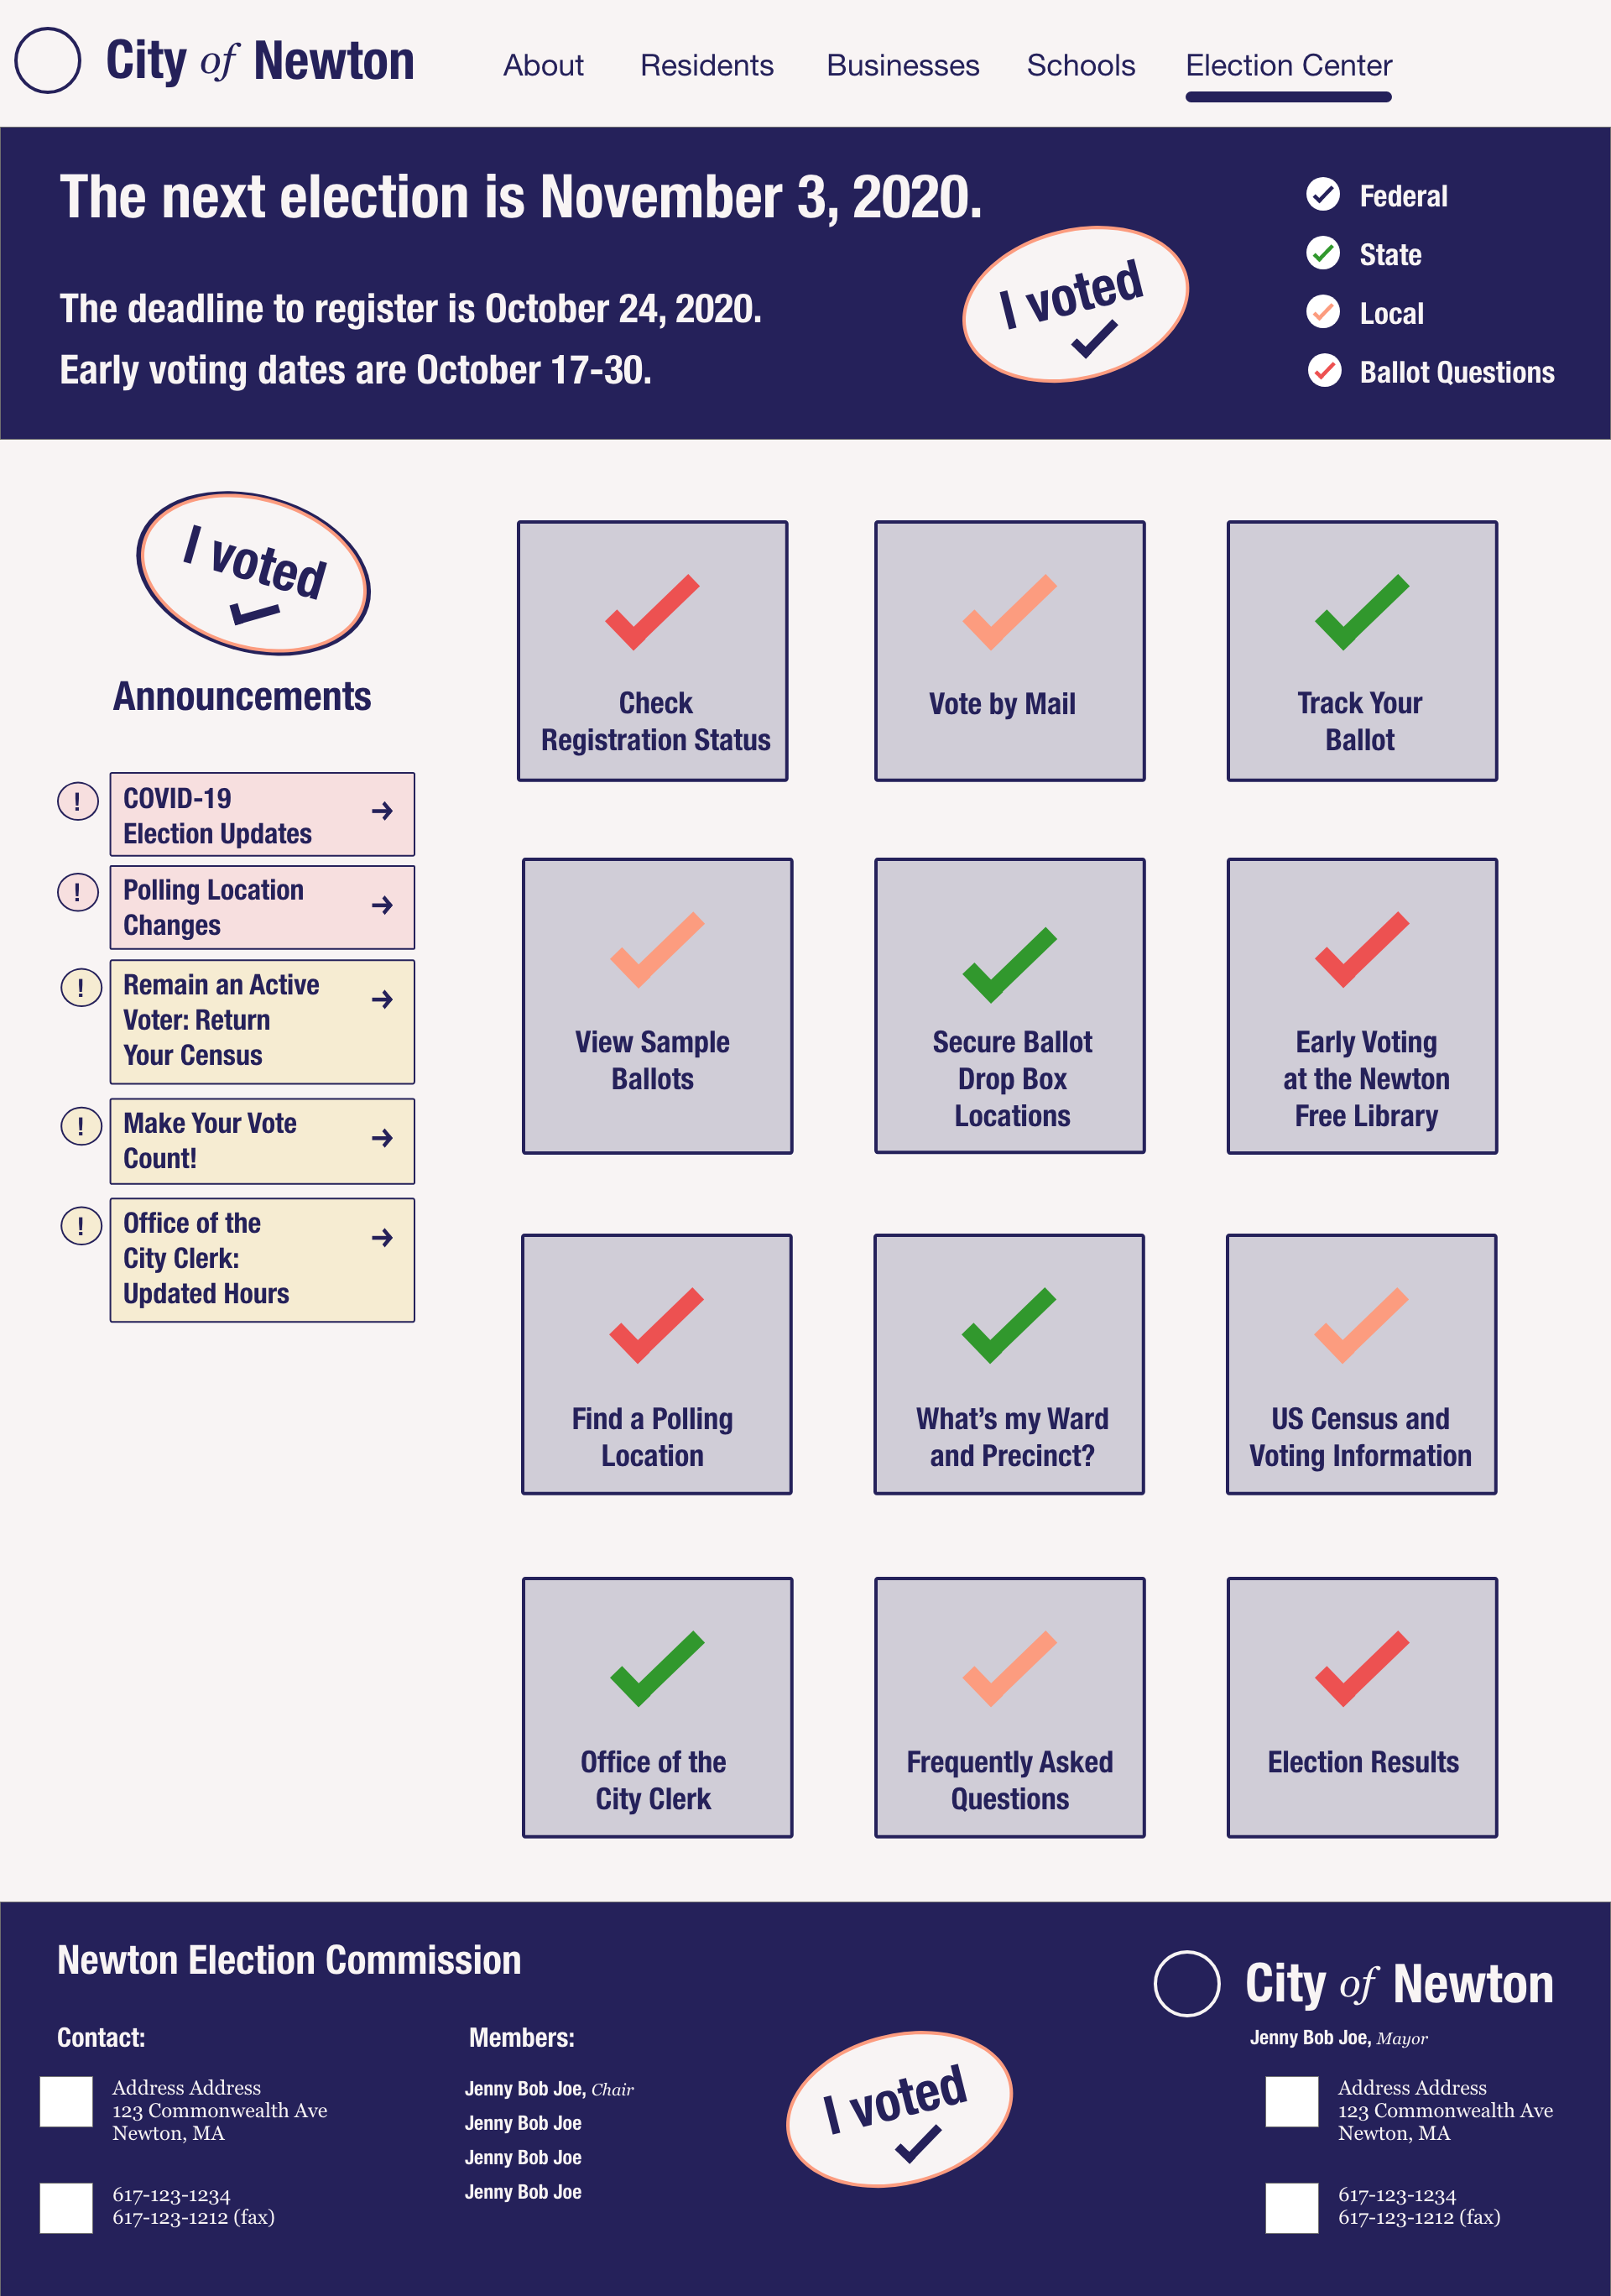 City of Newton
About
Residents
Businesses
Schools
Election Center
The next election is November 3, 2020.
The deadline to register is October 24, 2020.
Early voting dates are October 17-30.
I voted
Federal
State
Local
Ballot Questions
I voted
Announcements
!
COVID-19
Election Updates
!
Polling Location
Changes
!
Remain an Active
Voter: Return
Your Census
!
Make Your Vote
Count!
!
Office of the
City Clerk:
Updated Hours
Check
Registration Status
Vote by Mail
Track Your
Ballot
View Sample
Ballots
Secure Ballot
Drop Box
Locations
Early Voting
at the Newton
Free Library
Find a Polling
Location
What’s my Ward
and Precinct?
US Census and
Voting Information
Office of the
City Clerk
Frequently Asked
Questions
Election Results
Newton Election Commission
Contact:
Address Address
123 Commonwealth Ave
Newton, MA
617-123-1234
617-123-1212 (fax)
Members:
Jenny Bob Joe, Chair
Jenny Bob Joe
Jenny Bob Joe
Jenny Bob Joe
I voted
City of Newton
Jenny Bob Joe, Mayor
Address Address
123 Commonwealth Ave
Newton, MA
617-123-1234
617-123-1212 (fax)